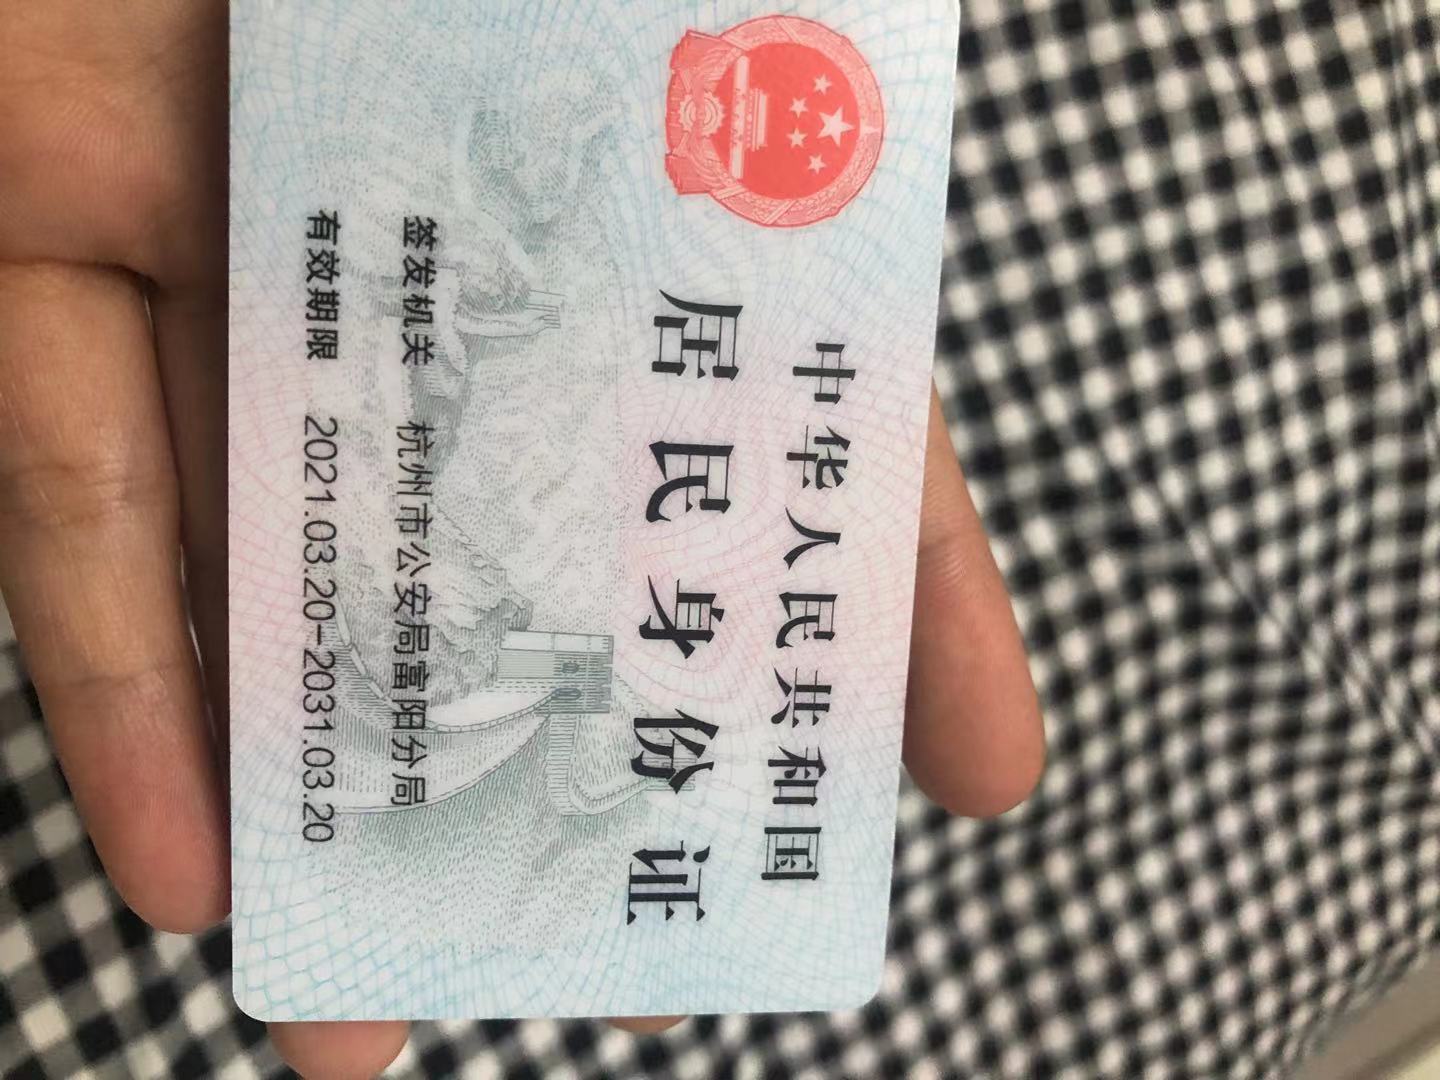 中华人民共和国
居民身份证
签发机关 杭州市公安局富阳分局
有效期限 2021.03.20-2031.03.20